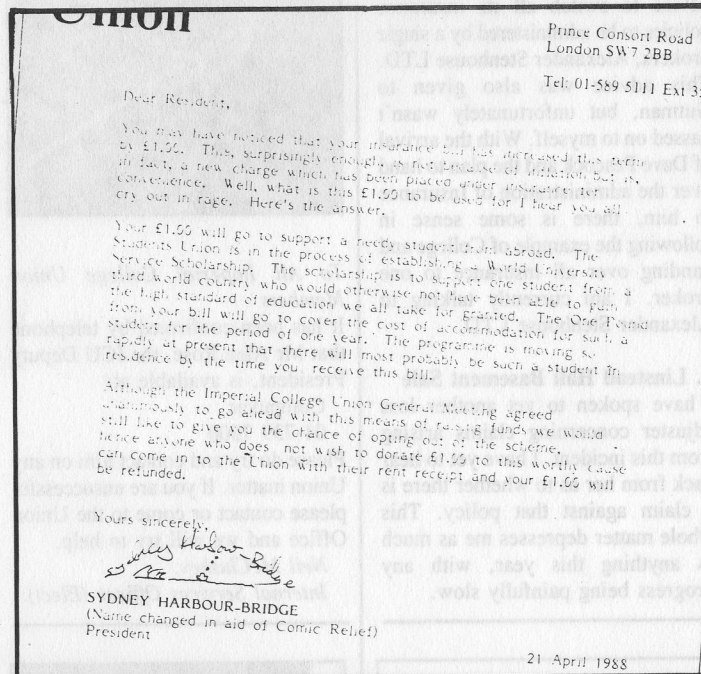 Union
Prince Consort Road
London SW7 2BB
Tel: 01-589 5111 Ext 35
Dear Resident,
You may have noticed that your insurance bill has increased this term
by £1.00. This, surprisingly enough, is not because of inflation but is,
in fact, a new charge which has been placed under 'insurance' for
convenience. Well, what is this £1.00 to be used for I hear you all
cry out in rage. Here's the answer.
Your £1.00 will go to support a needy student from abroad. The
Students Union is in the process of establishing a World University
Service Scholarship. The scholarship is to support one student from a
third world country who would otherwise not have been able to gain
the high standard of education we all take for granted. The One Pound
from your bill will go to cover the cost of accommodation for such a
student for the period of one year. The programme is moving so
rapidly at present that there will most probably be such a student in
residence by the time you receive this bill.
Although the Imperial College Union General Meeting agreed
unanimously to go ahead with this means of raising funds we would
still like to give you the chance of opting out of the scheme,
hence anyone who does not wish to donate £1.00 to this worthy cause
can come in to the Union with their rent receipt and your £1.00 will
be refunded.
Yours sincerely,
Sydney Harbour-Bridge
SYDNEY HARBOUR-BRIDGE
(Name changed in aid of Comic Relief)
President
21 April 1988